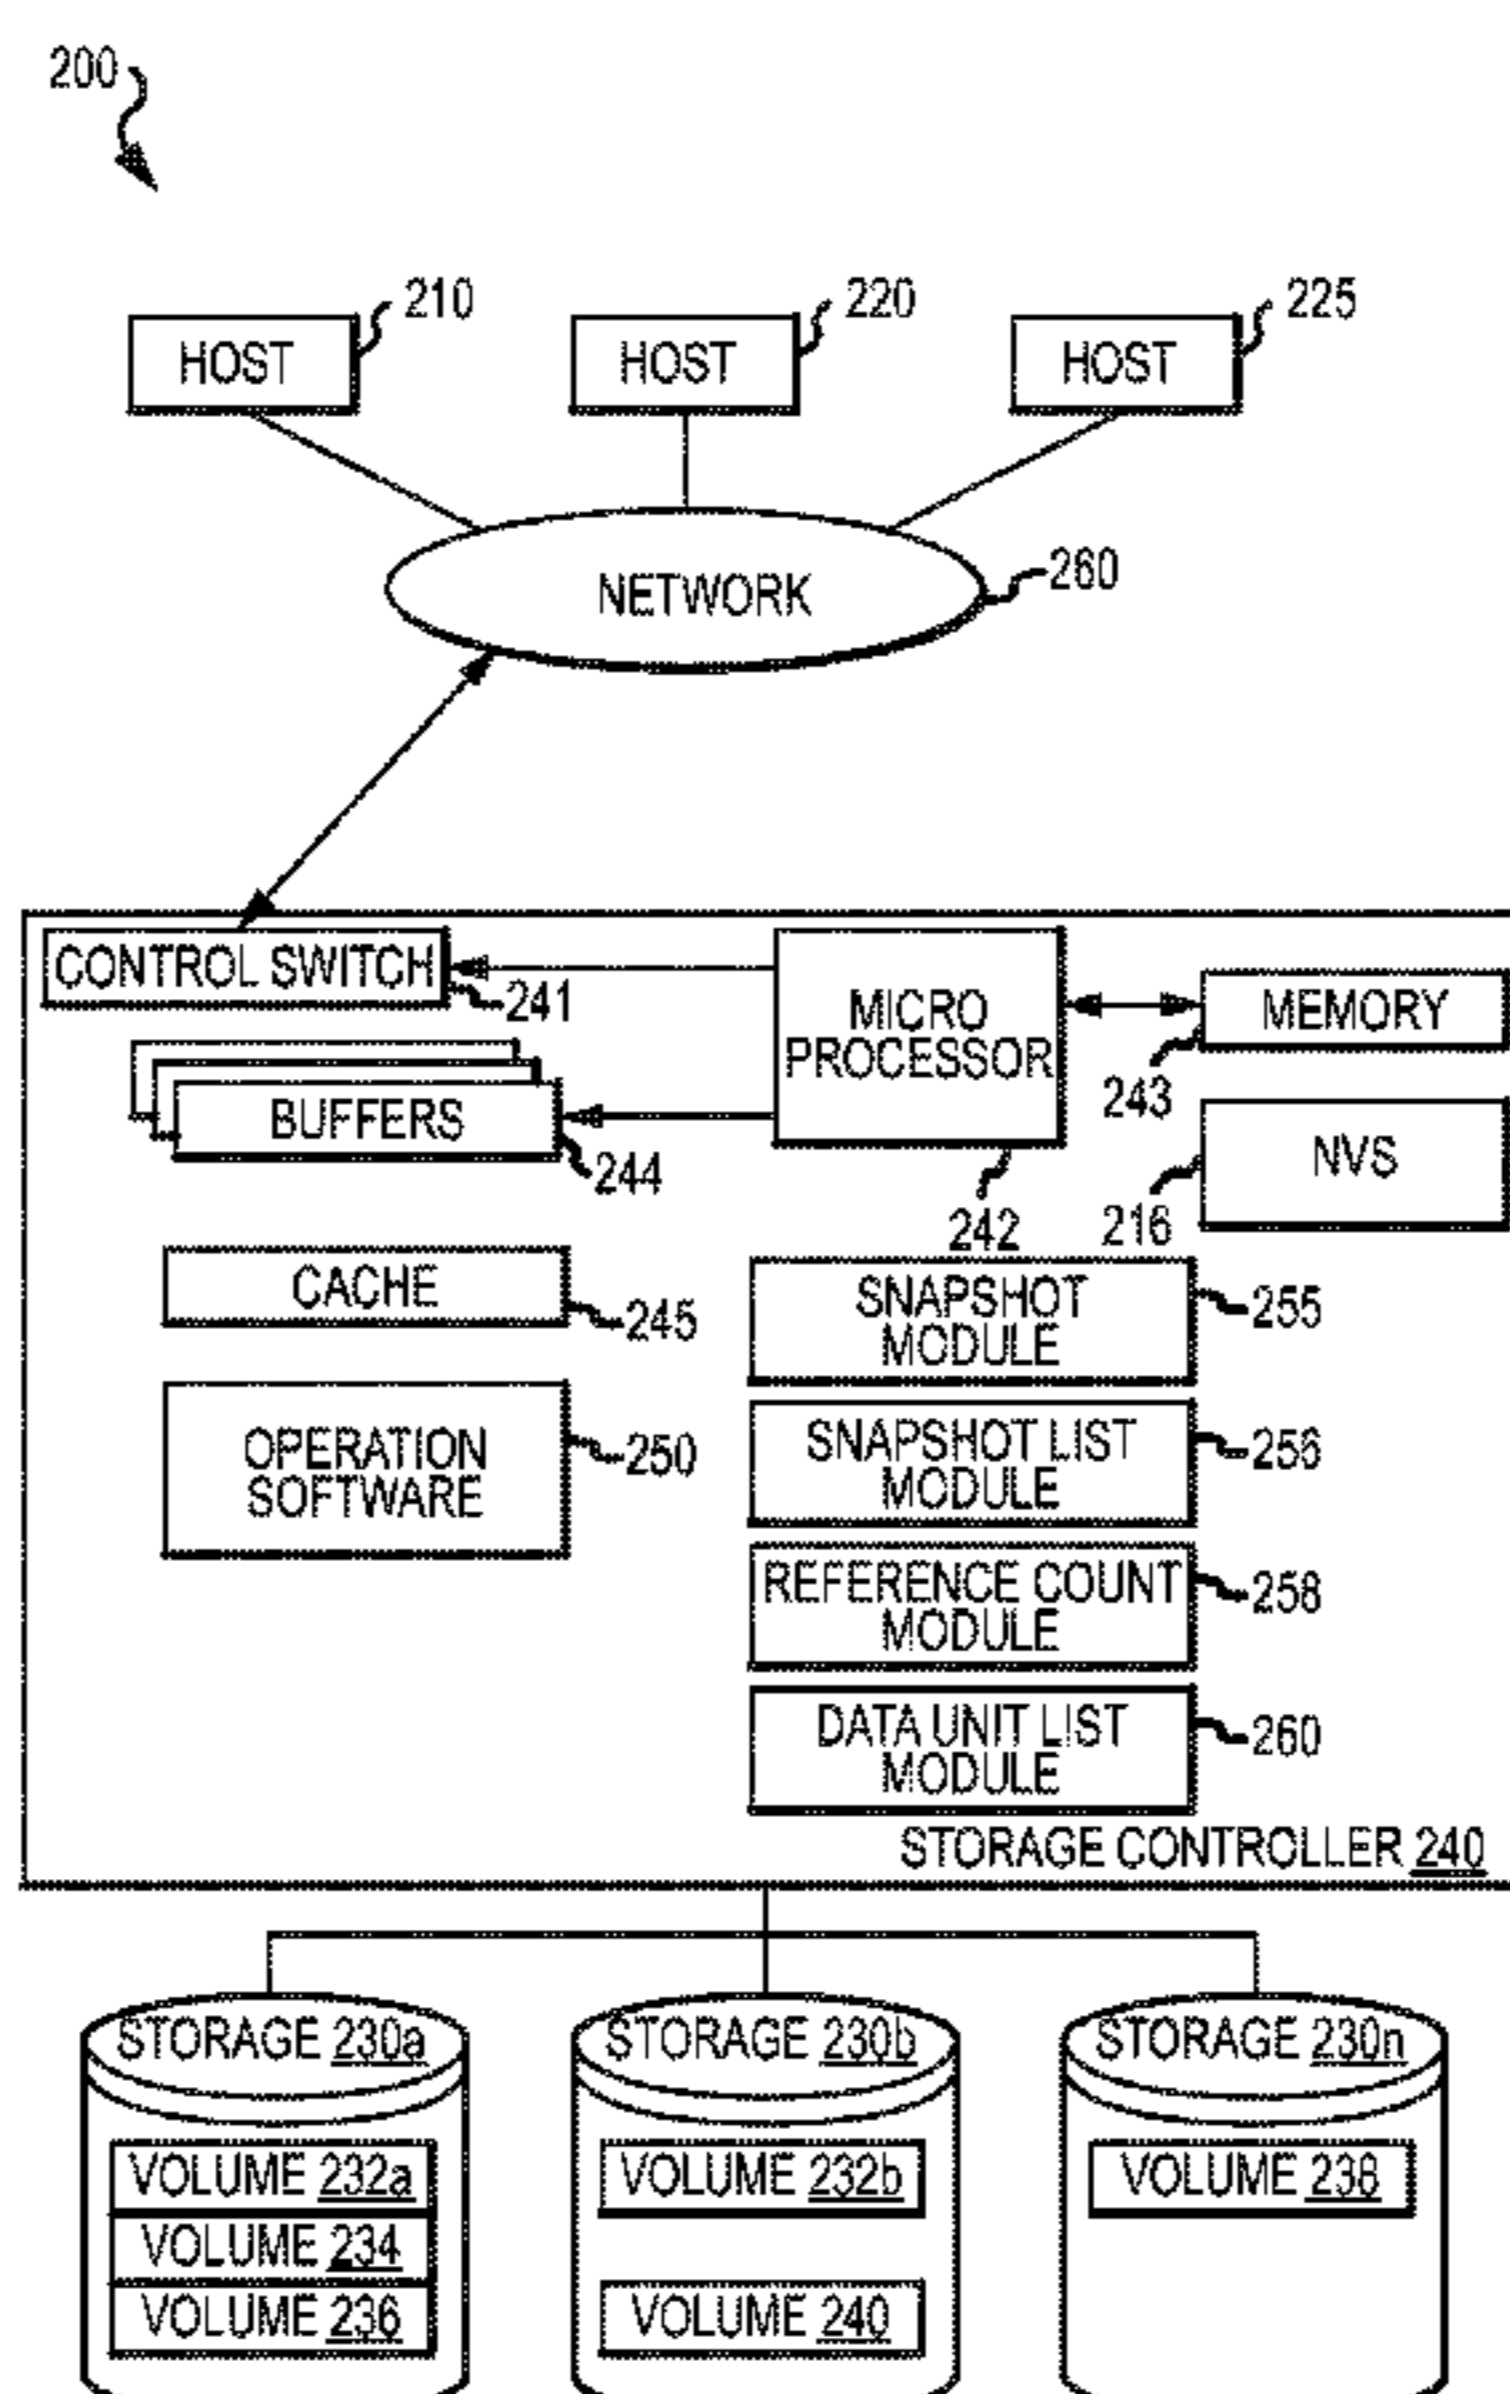 200
210
220
225
HOST
HOST
HOST
NETWORK
260
CONTROL SWITCH
241
MICRO
PROCESSOR
MEMORY
243
BUFFERS
244
242
NVS
216
CACHE
245
SNAPSHOT
MODULE
255
OPERATION
SOFTWARE
250
SNAPSHOT LIST
MODULE
256
REFERENCE COUNT
MODULE
258
DATA UNIT LIST
MODULE
260
STORAGE CONTROLLER 240
STORAGE 230a
STORAGE 230b
STORAGE 230n
VOLUME 232a
VOLUME 234
VOLUME 236
VOLUME 232b
VOLUME 240
VOLUME 238